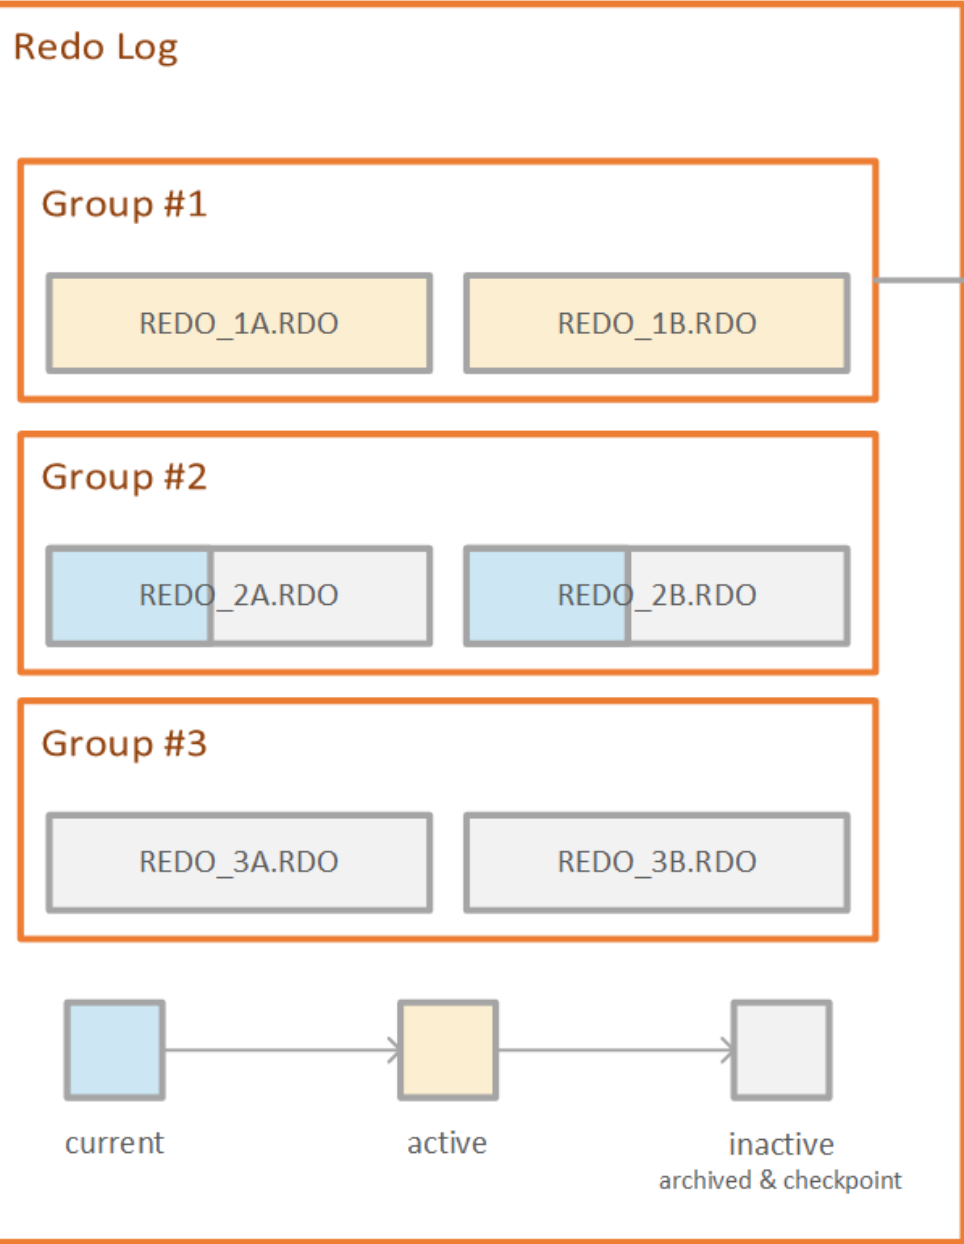 Redo Log
Group #1
REDO_1A.RDO
REDO_1B.RDO
Group #2
REDO_2A.RDO
REDO_2B.RDO
Group #3
REDO_3A.RDO
REDO_3B.RDO
current
active
inactive
archived & checkpoint